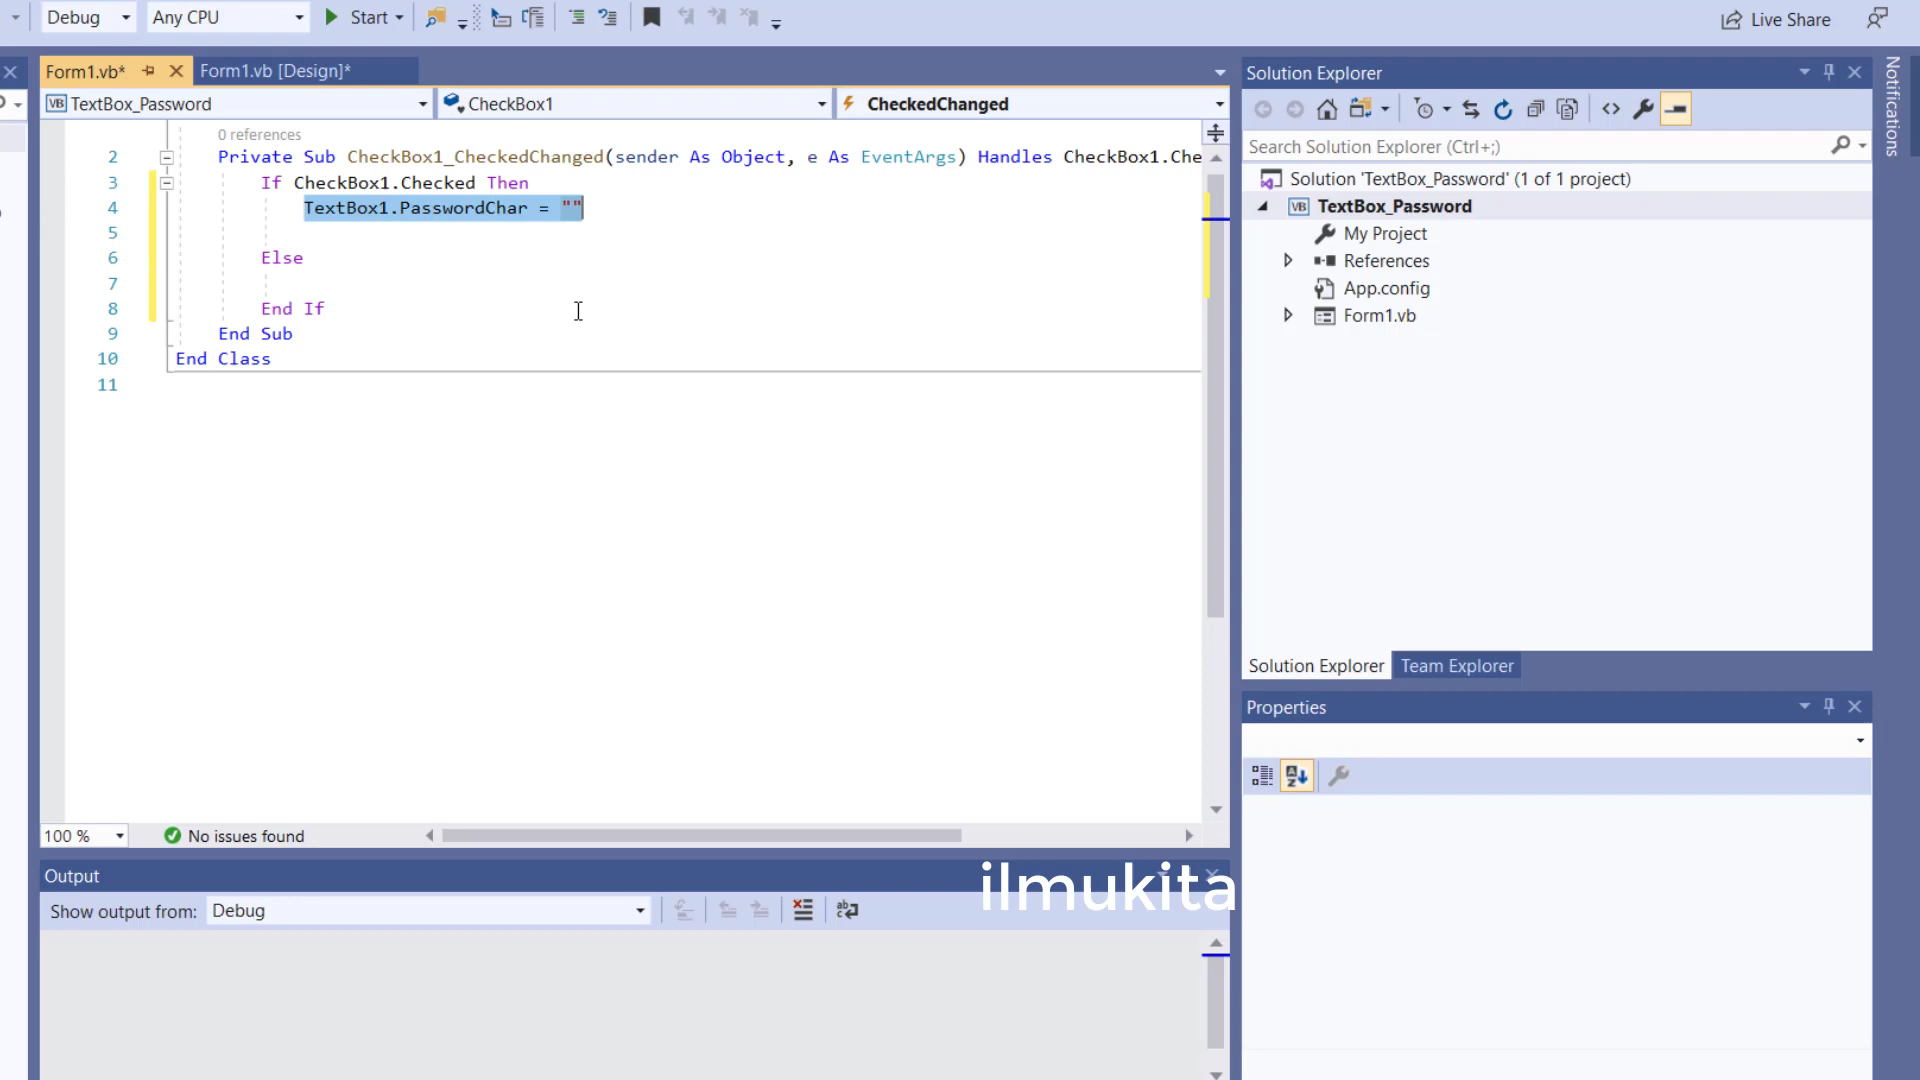 Debug
Any CPU
Start
Live Share
Form1.vb*
Form1.vb [Design]*
TextBox_Password
CheckBox1
CheckedChanged
0 references
2 Private Sub CheckBox1_CheckedChanged(sender As Object, e As EventArgs) Handles CheckBox1.Che
3 If CheckBox1.Checked Then
4 TextBox1.PasswordChar = ""
5
6 Else
7
8 End If
9 End Sub
10 End Class
11
100 %
No issues found
Output
Show output from: Debug
ilmukita
Solution Explorer
Search Solution Explorer (Ctrl+;)
Solution 'TextBox_Password' (1 of 1 project)
VB TextBox_Password
My Project
References
App.config
Form1.vb
Solution Explorer
Team Explorer
Properties
Notifications